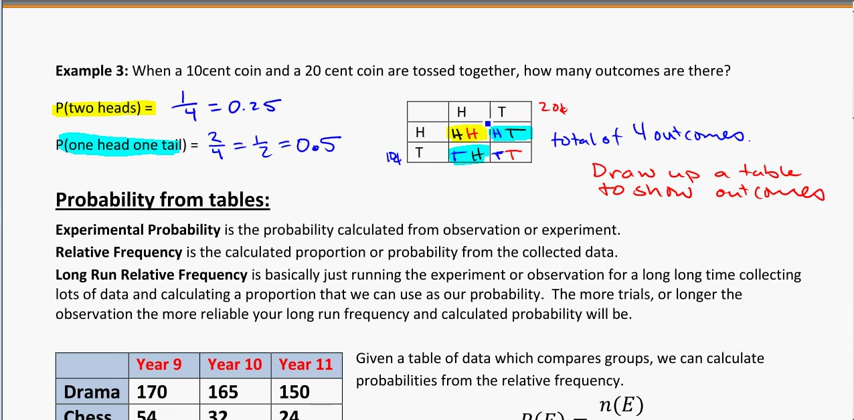 Example 3: When a 10cent coin and a 20 cent coin are tossed together, how many outcomes are there?
P(two heads) = 1/4 = 0.25
H T 20¢
H HH HT
P(one head one tail) = 2/4 = 1/2 = 0.5
10¢ T TH TT
total of 4 outcomes.
Draw up a table
to show outcomes
Probability from tables:
Experimental Probability is the probability calculated from observation or experiment.
Relative Frequency is the calculated proportion or probability from the collected data.
Long Run Relative Frequency is basically just running the experiment or observation for a long long time collecting
lots of data and calculating a proportion that we can use as our probability. The more trials, or longer the
observation the more reliable your long run frequency and calculated probability will be.
Year 9 Year 10 Year 11
Drama 170 165 150
Chess 54 32 24
Given a table of data which compares groups, we can calculate
probabilities from the relative frequency.
P(E) = n(E)